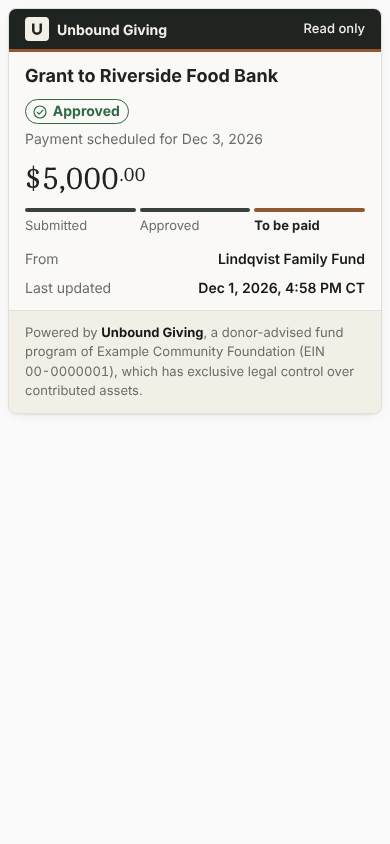 U Unbound Giving Read only
Grant to Riverside Food Bank
Approved
Payment scheduled for Dec 3, 2026
$5,000.00
Submitted Approved To be paid
From Lindqvist Family Fund
Last updated Dec 1, 2026, 4:58 PM CT
Powered by Unbound Giving, a donor-advised fund
program of Example Community Foundation (EIN
00-0000001), which has exclusive legal control over
contributed assets.